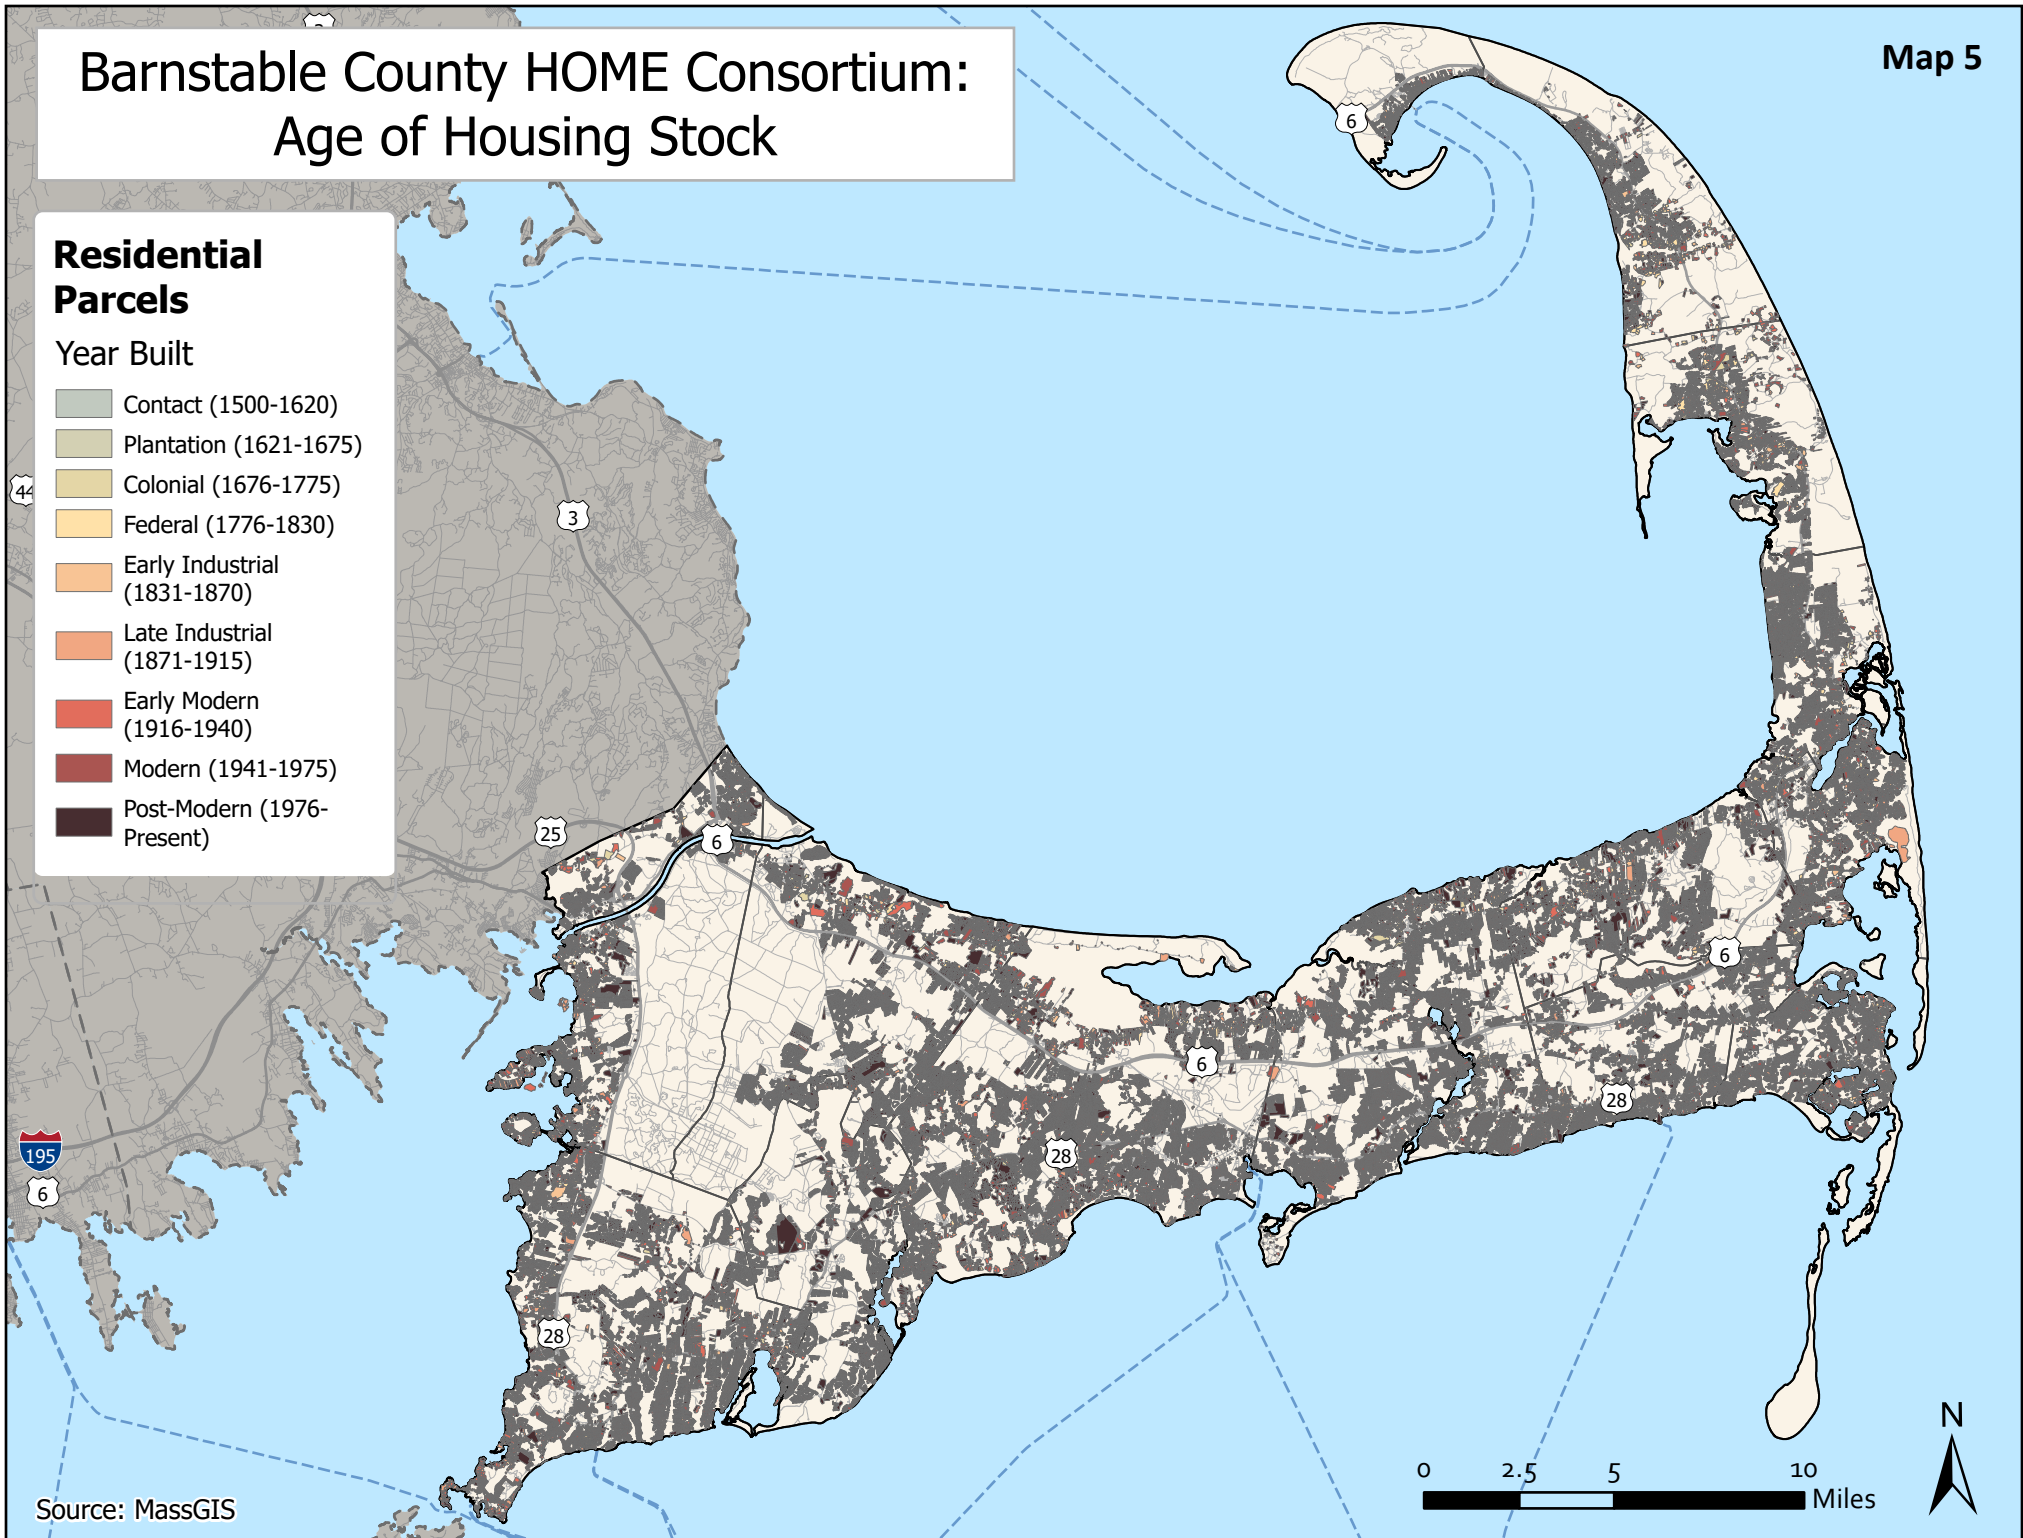 Barnstable County HOME Consortium:
Age of Housing Stock
Map 5
Residential
Parcels
Year Built
Contact (1500-1620)
Plantation (1621-1675)
Colonial (1676-1775)
Federal (1776-1830)
Early Industrial
(1831-1870)
Late Industrial
(1871-1915)
Early Modern
(1916-1940)
Modern (1941-1975)
Post-Modern (1976-
Present)
6
44
3
25
6
6
6
28
28
195
6
28
N
0 2.5 5 10
Miles
Source: MassGIS